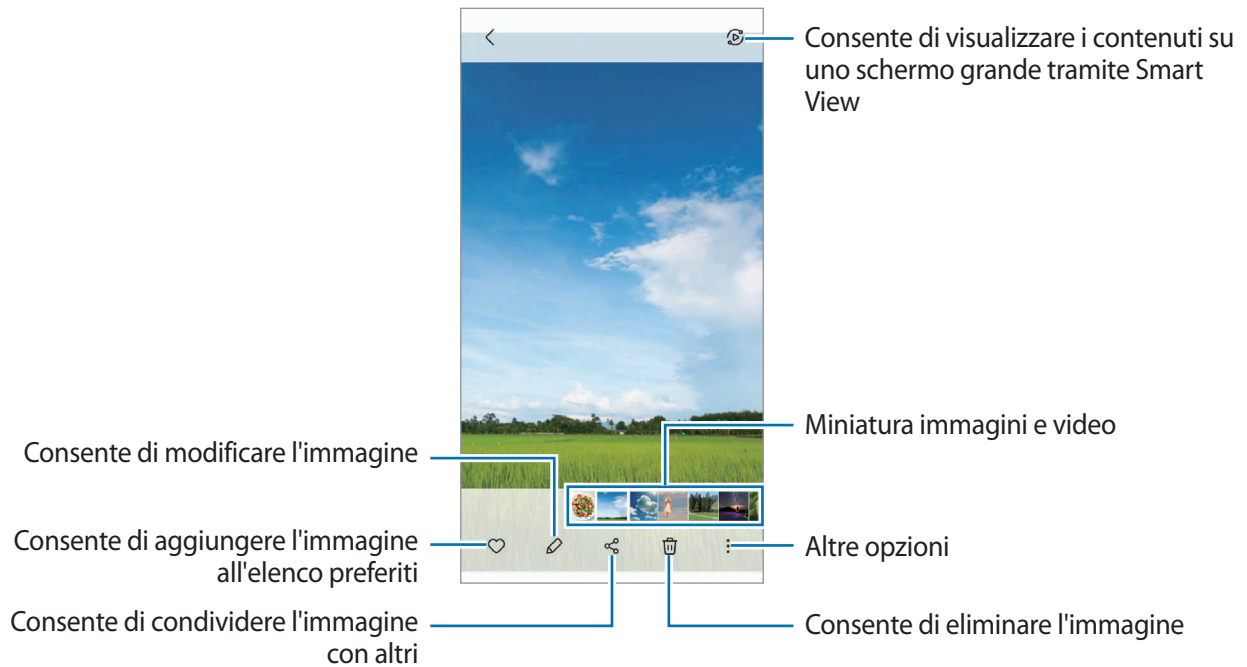 Consente di visualizzare i contenuti su
uno schermo grande tramite Smart
View
Miniatura immagini e video
Consente di modificare l'immagine
Consente di aggiungere l'immagine
all'elenco preferiti
Altre opzioni
Consente di condividere l'immagine
con altri
Consente di eliminare l'immagine